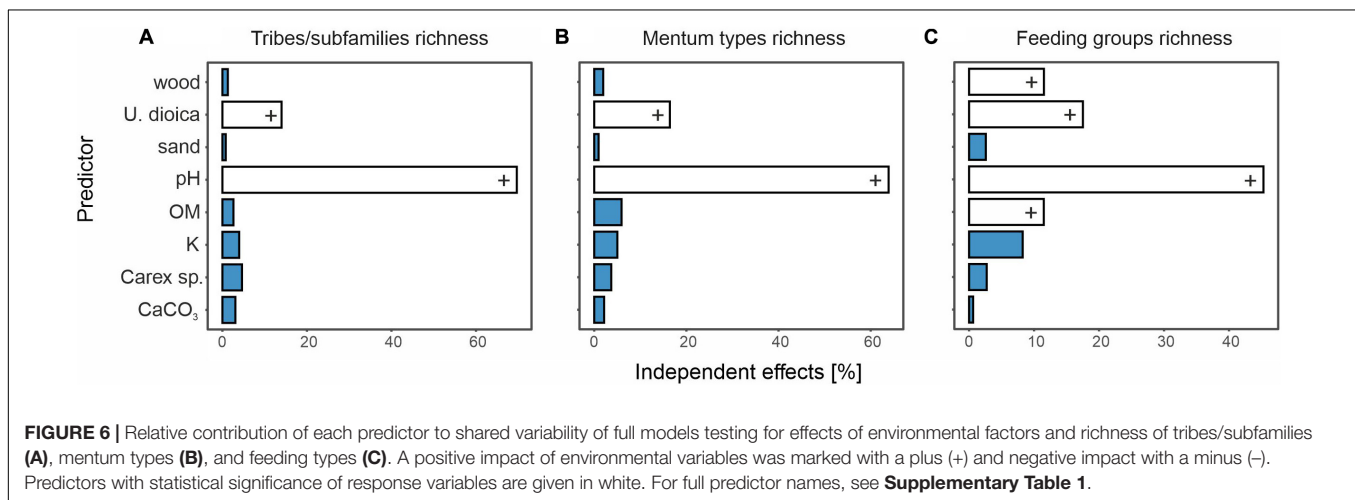 A Tribes/subfamilies richness B Mentum types richness C Feeding groups richness
Predictor
wood
U. dioica
sand
pH
OM
K
Carex sp.
CaCO₃
+ + +
+ + +
+
+ + +
0 20 40 60 0 20 40 60 0 10 20 30 40
Independent effects [%]
FIGURE 6 | Relative contribution of each predictor to shared variability of full models testing for effects of environmental factors and richness of tribes/subfamilies
(A), mentum types (B), and feeding types (C). A positive impact of environmental variables was marked with a plus (+) and negative impact with a minus (–).
Predictors with statistical significance of response variables are given in white. For full predictor names, see Supplementary Table 1.